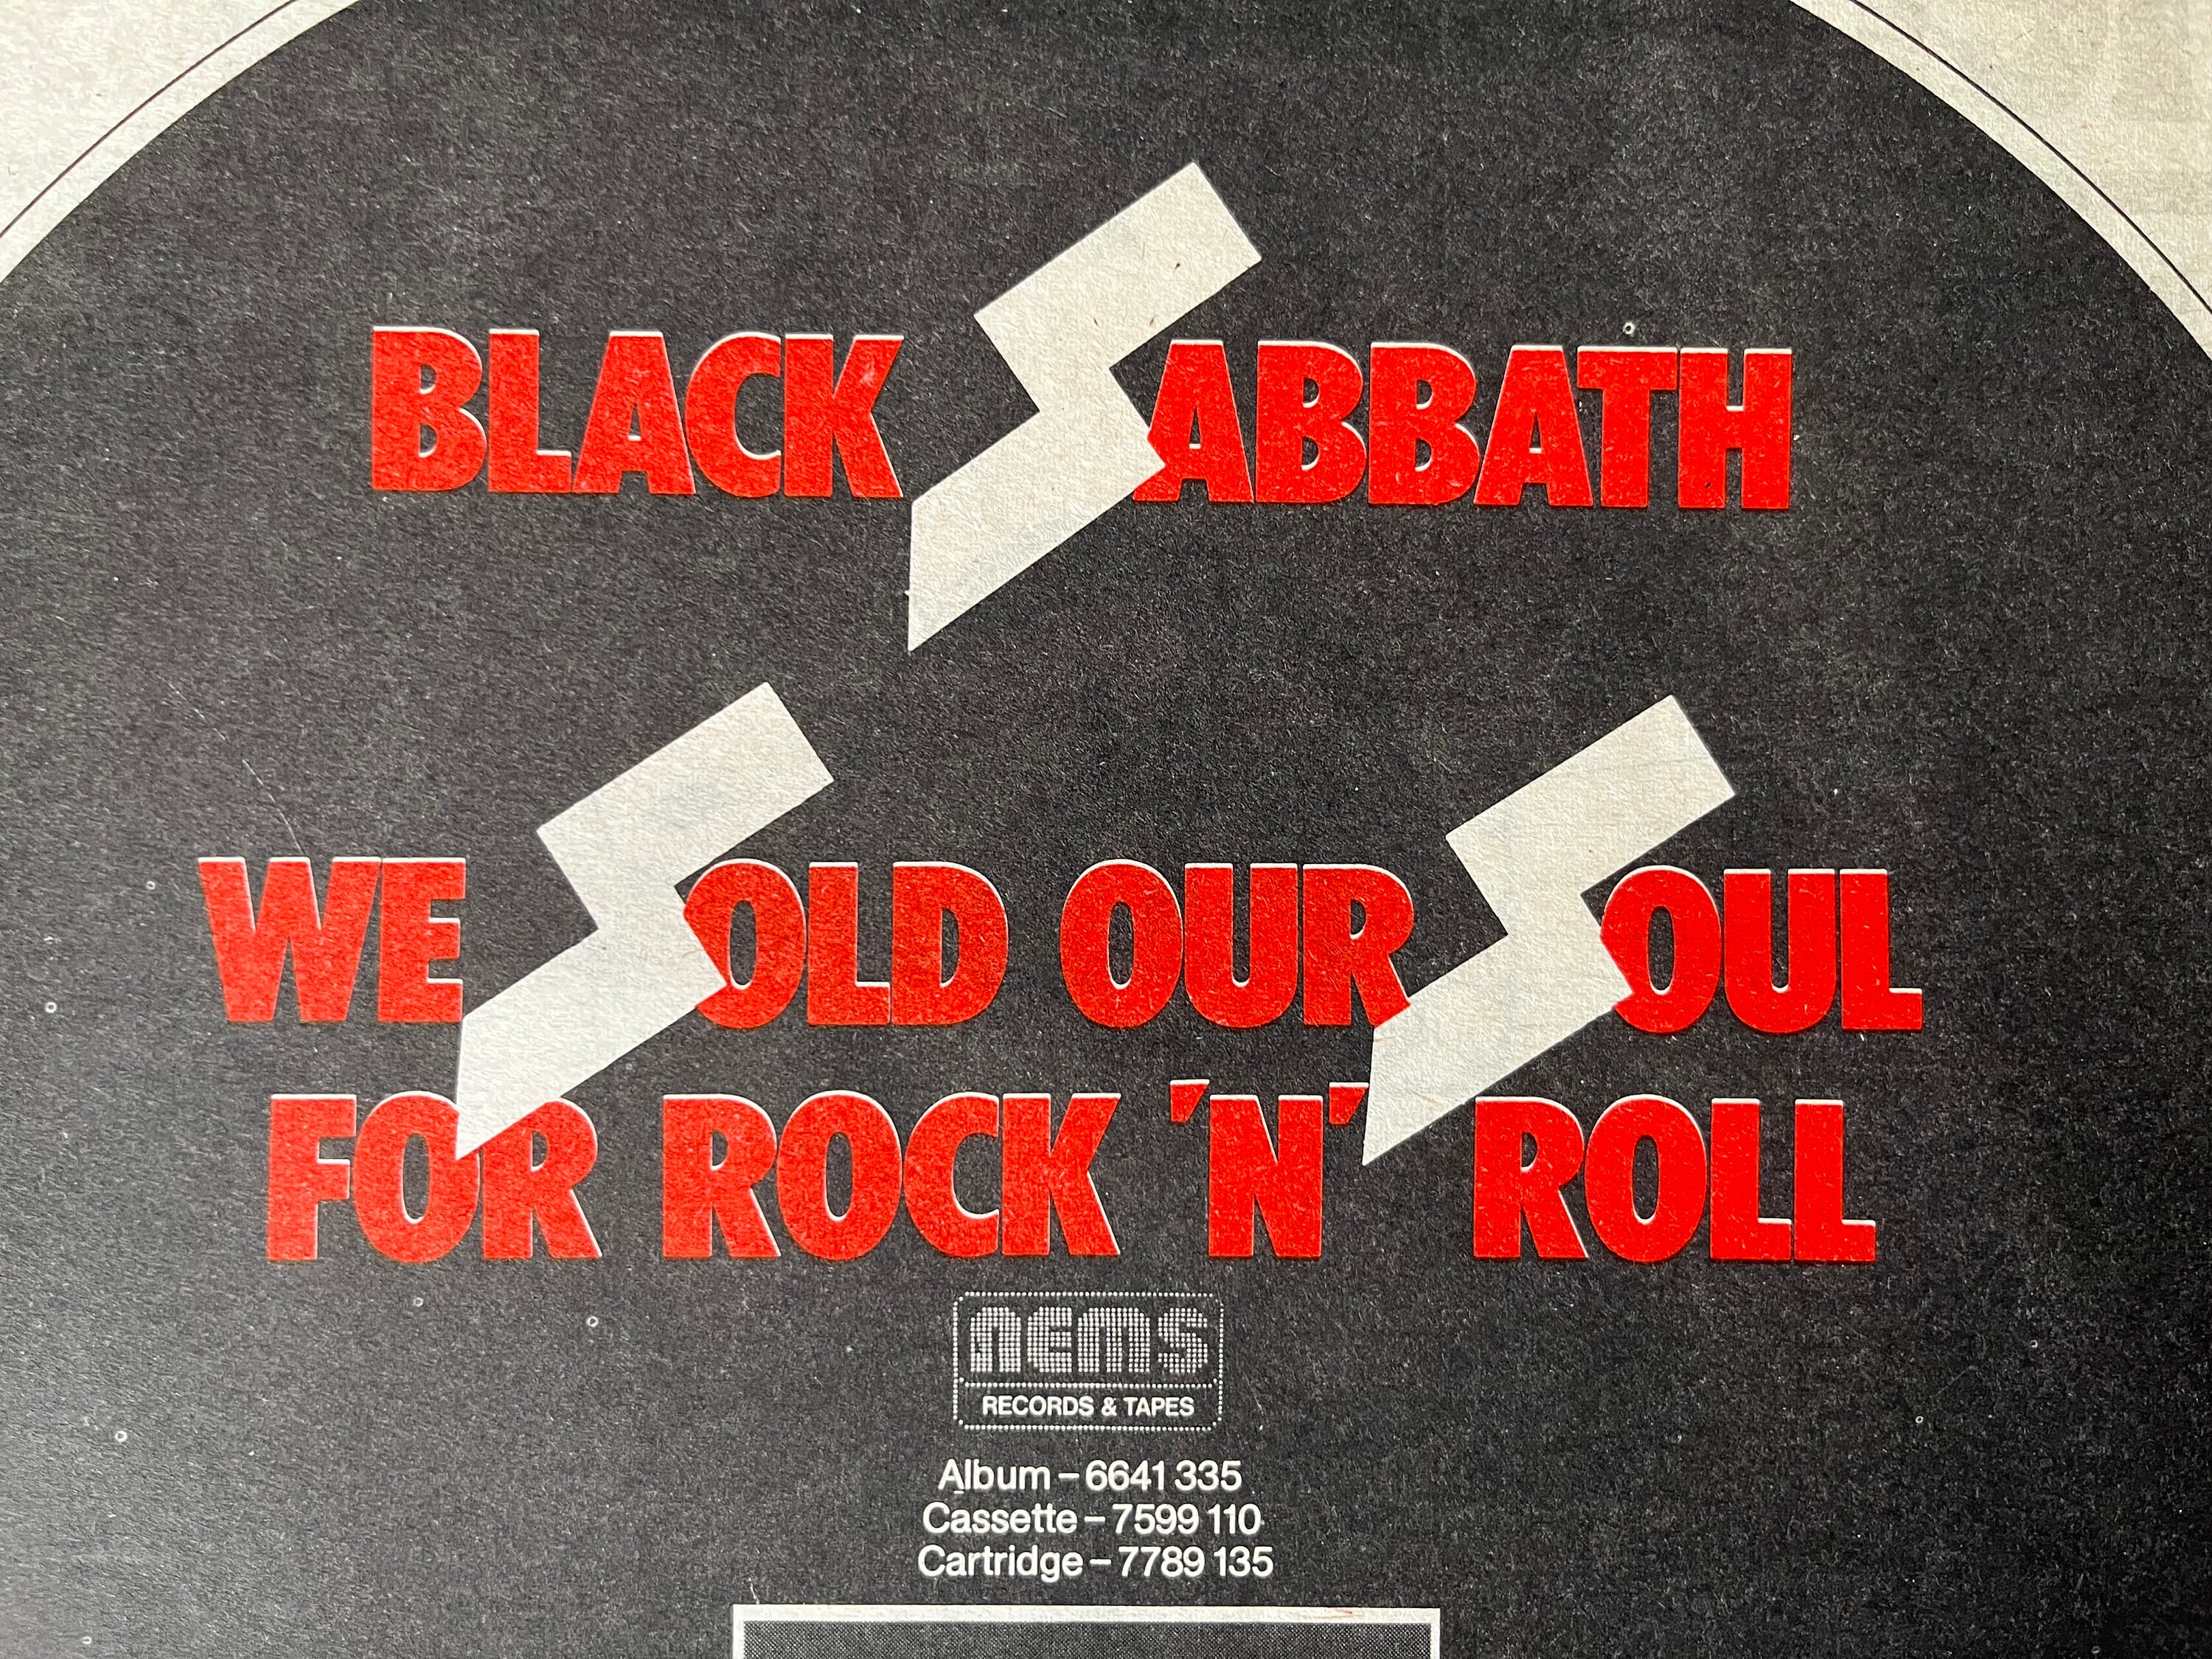 BLACK SABBATH
WE SOLD OUR SOUL
FOR ROCK 'N' ROLL
nems
RECORDS & TAPES
Album – 6641 335
Cassette – 7599 110
Cartridge – 7789 135